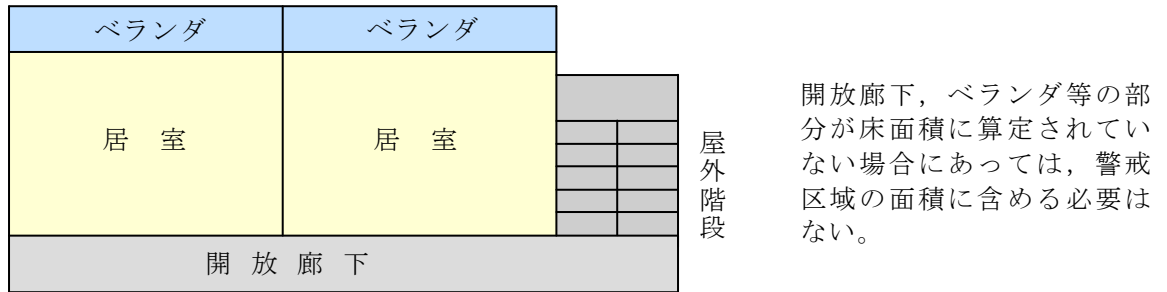 ベランダ
ベランダ
居 室
居 室
開 放 廊 下
屋外階段
開放廊下，ベランダ等の部
分が床面積に算定されてい
ない場合にあっては，警戒
区域の面積に含める必要は
ない。